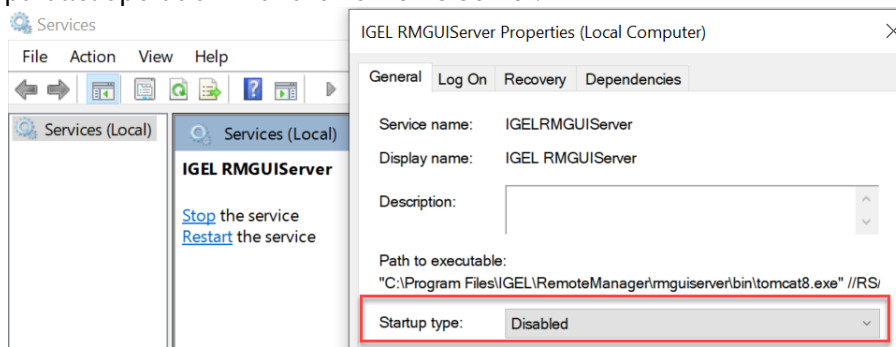 Services
File Action View Help
Services (Local)
Services (Local)
IGEL RMGUIServer
Stop the service
Restart the service
IGEL RMGUIServer Properties (Local Computer)
General Log On Recovery Dependencies
Service name: IGELRMGUIServer
Display name: IGEL RMGUIServer
Description:
Path to executable:
"C:\Program Files\IGEL\RemoteManager\rmguiserver\bin\tomcat8.exe" //RS/
Startup type: Disabled